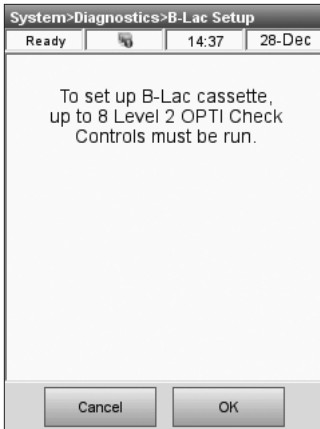 System>Diagnostics>B-Lac Setup
Ready 14:37 28-Dec
To set up B-Lac cassette,
up to 8 Level 2 OPTI Check
Controls must be run.
Cancel OK